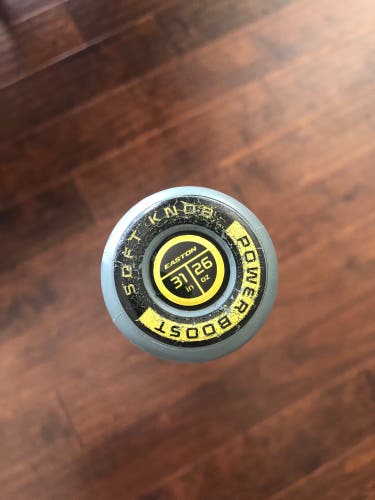 SOFT KNOB
POWER BOOST
EASTON
31 in
26 oz